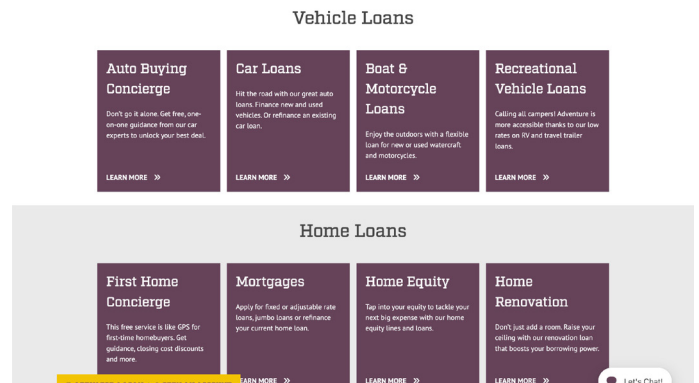 Vehicle Loans
Auto Buying
Concierge
Don't go it alone. Get free, one-
on-one guidance from our car
experts to unlock your best deal.
LEARN MORE »
Car Loans
Hit the road with our great auto
loans. Finance new and used
vehicles. Or refinance an existing
car loan.
LEARN MORE »
Boat &
Motorcycle
Loans
Enjoy the outdoors with a flexible
loan for new or used watercraft
and motorcycles.
LEARN MORE »
Recreational
Vehicle Loans
Calling all campers! Adventure is
more accessible thanks to our low
rates on RV and travel trailer
loans.
LEARN MORE »
Home Loans
First Home
Concierge
This free service is like GPS for
first-time homebuyers. Get
guidance, closing cost discounts
and more.
Mortgages
Apply for fixed or adjustable rate
loans, jumbo loans or refinance
your current home loan.
LEARN MORE »
Home Equity
Tap into your equity to tackle your
next big expense with our home
equity lines and loans.
LEARN MORE »
Home
Renovation
Don't just add a room. Raise your
ceiling with our renovation loan
that boosts your borrowing power.
LEARN MORE »
Let's Chat!